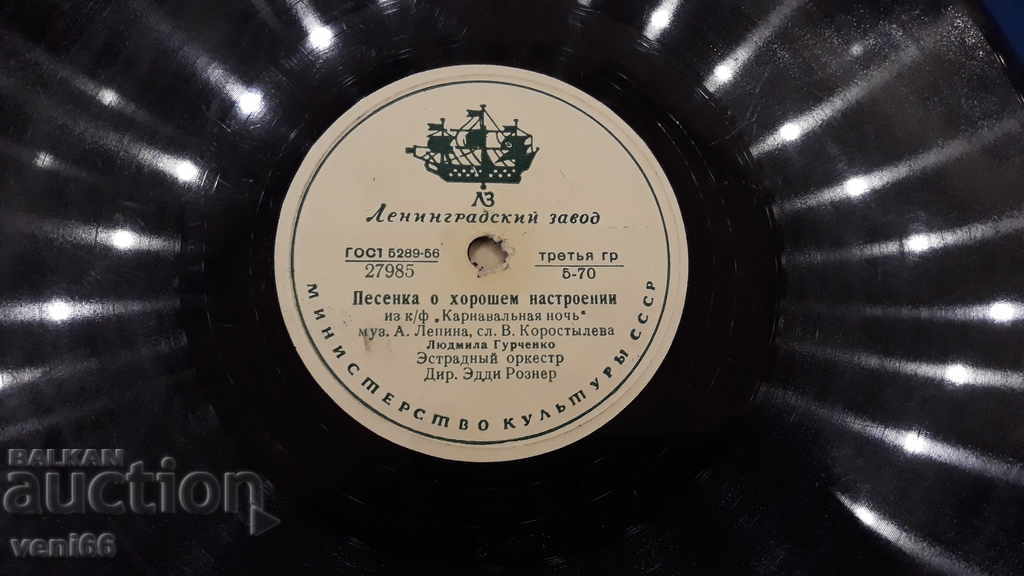 ЛЗ
Ленинградский завод
ГОСТ 5289-56 третья гр
27985 5-70
Песенка о хорошем настроении
из к/ф „Карнавальная ночь"
муз. А. Лепина, сл. В. Коростылева
Людмила Гурченко
Эстрадный оркестр
Дир. Эдди Рознер
МИНИСТЕРСТВО КУЛЬТУРЫ СССР
BALKAN
auction
veni66